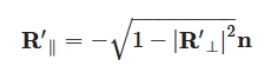 𝐑′∥ = −√(1 − |𝐑′⊥|²) 𝐧